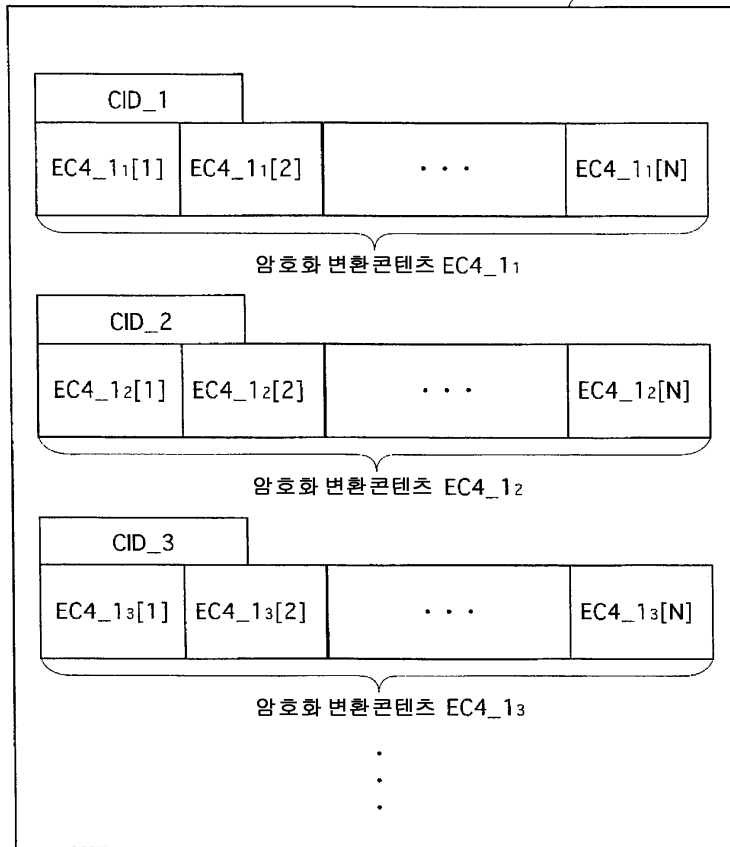 CID_1
EC4_1₁[1] EC4_1₁[2] · · · EC4_1₁[N]
암호화 변환콘텐츠 EC4_1₁
CID_2
EC4_1₂[1] EC4_1₂[2] · · · EC4_1₂[N]
암호화 변환콘텐츠 EC4_1₂
CID_3
EC4_1₃[1] EC4_1₃[2] · · · EC4_1₃[N]
암호화 변환콘텐츠 EC4_1₃
·
·
·